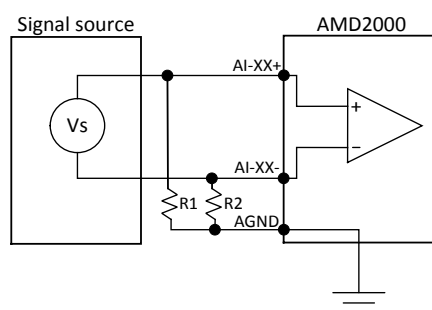 Signal source
AMD2000
AI-XX+
Vs
+
−
AI-XX-
R1
R2
AGND